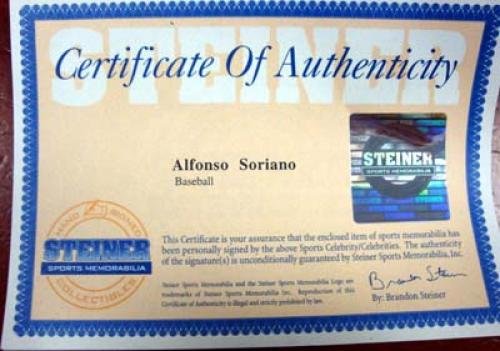 STEINER
Certificate Of Authenticity
Alfonso Soriano
Baseball
STEINER
SPORTS MEMORABILIA
HAND SIGNED
STEINER
SPORTS MEMORABILIA
COLLECTIBLES
This Certificate is your assurance that the enclosed item of sports memorabilia has
been personally signed by the above Sports Celebrity/Celebrities. The authenticity
of the signature(s) is unconditionally guaranteed by Steiner Sports Memorabilia, Inc.
Steiner Sports Memorabilia and the Steiner Sports Memorabilia Logo are
trademarks of Steiner Sports Memorabilia Inc. Reproduction of this
Certificate of Authenticity is illegal and strictly prohibited by law.
Brandon Steiner
By: Brandon Steiner